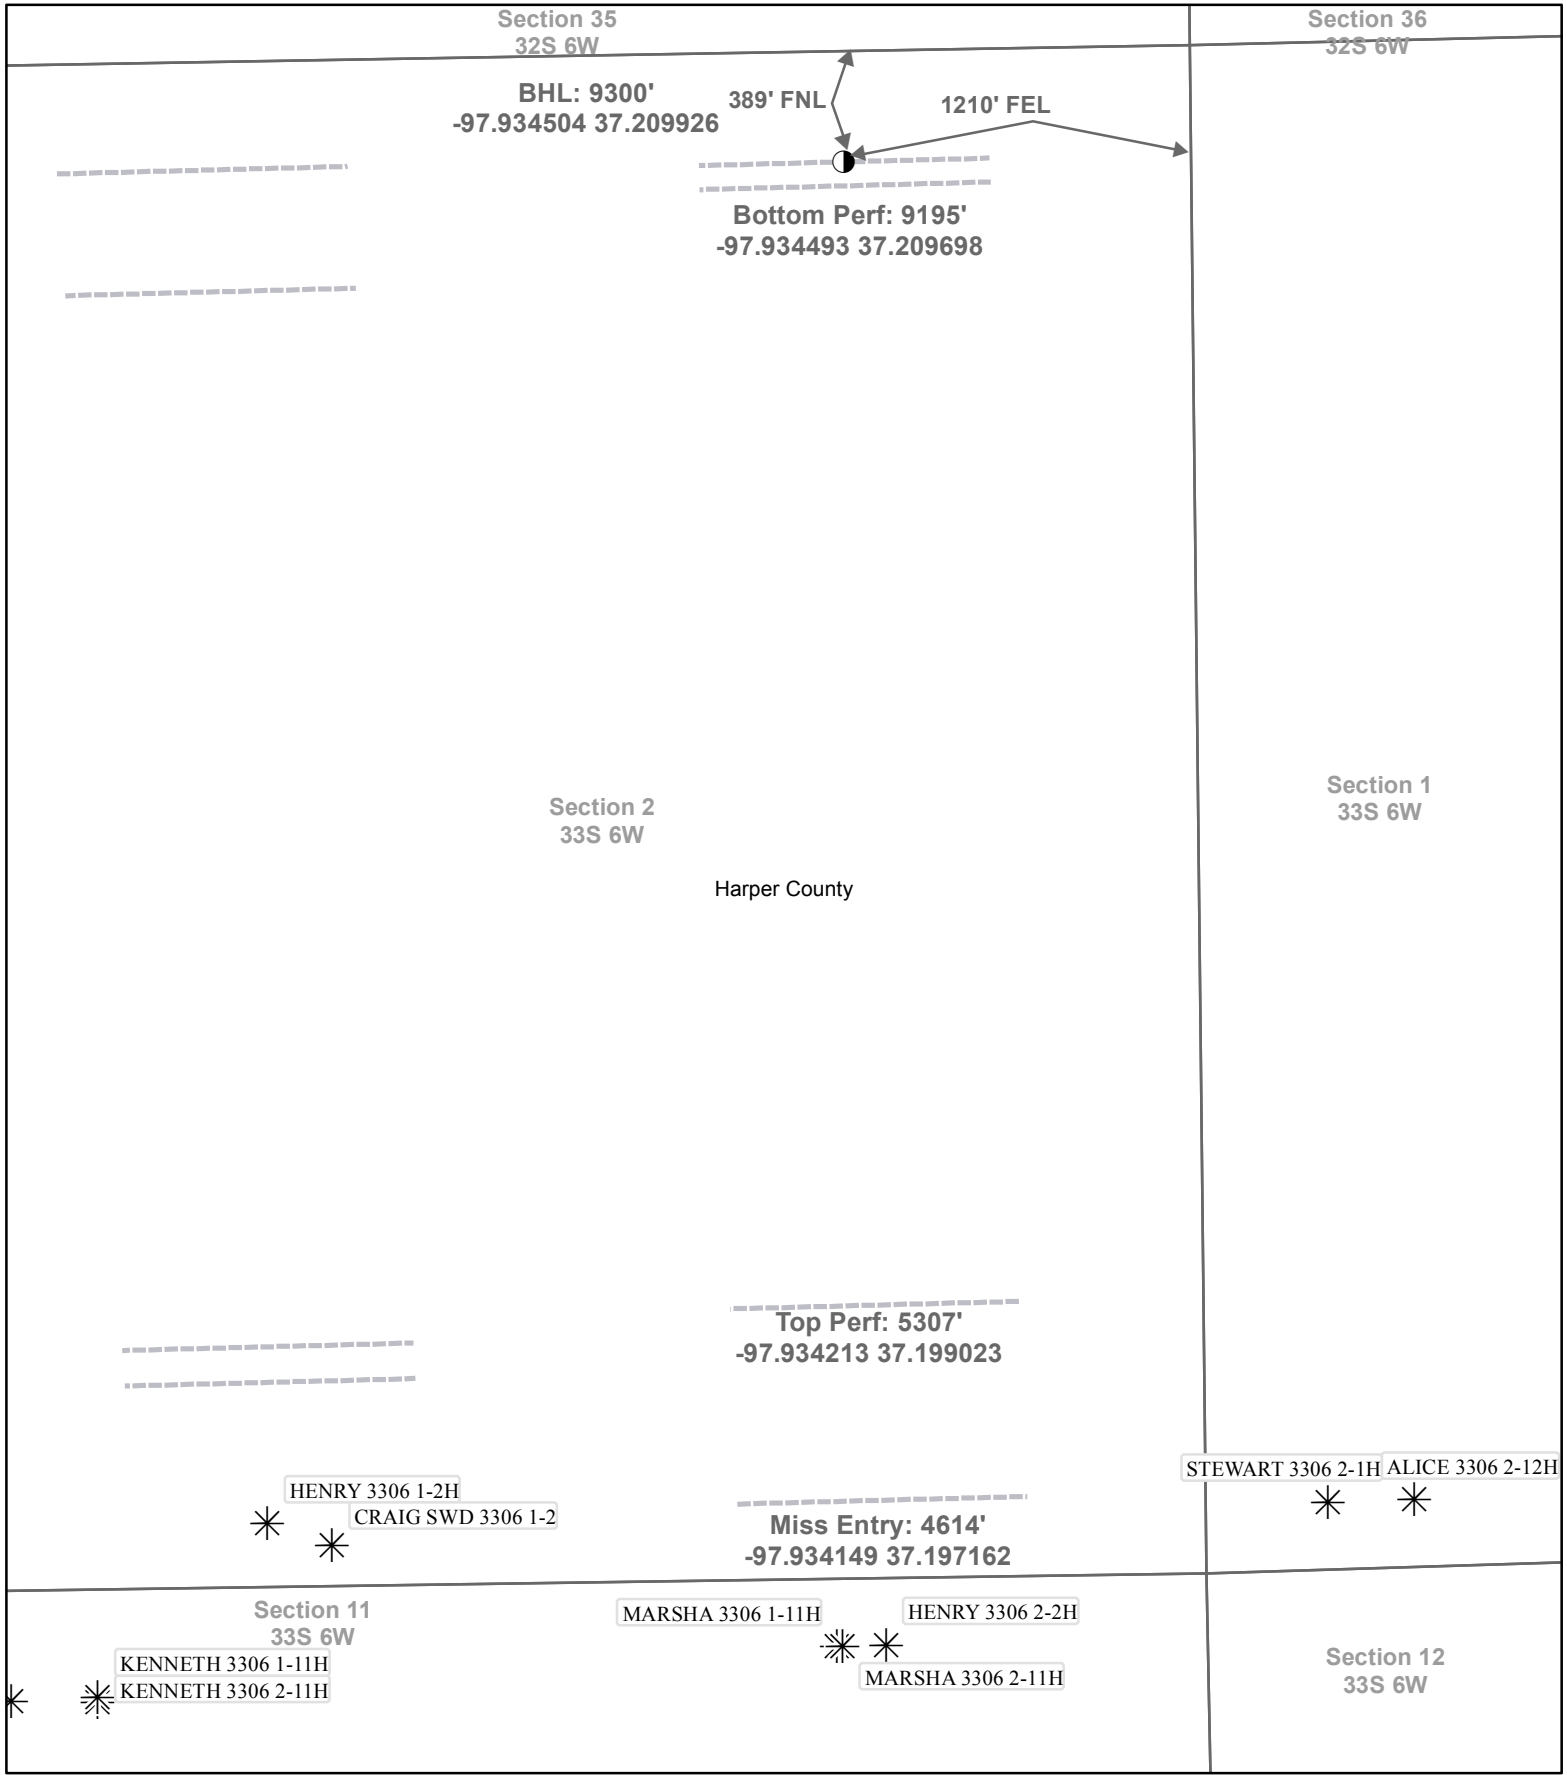 Section 35
32S 6W
Section 36
32S 6W
BHL: 9300'
-97.934504 37.209926
389' FNL
1210' FEL
Bottom Perf: 9195'
-97.934493 37.209698
Section 2
33S 6W
Section 1
33S 6W
Harper County
Top Perf: 5307'
-97.934213 37.199023
STEWART 3306 2-1H
ALICE 3306 2-12H
HENRY 3306 1-2H
CRAIG SWD 3306 1-2
Miss Entry: 4614'
-97.934149 37.197162
Section 11
33S 6W
MARSHA 3306 1-11H
HENRY 3306 2-2H
MARSHA 3306 2-11H
KENNETH 3306 1-11H
KENNETH 3306 2-11H
Section 12
33S 6W